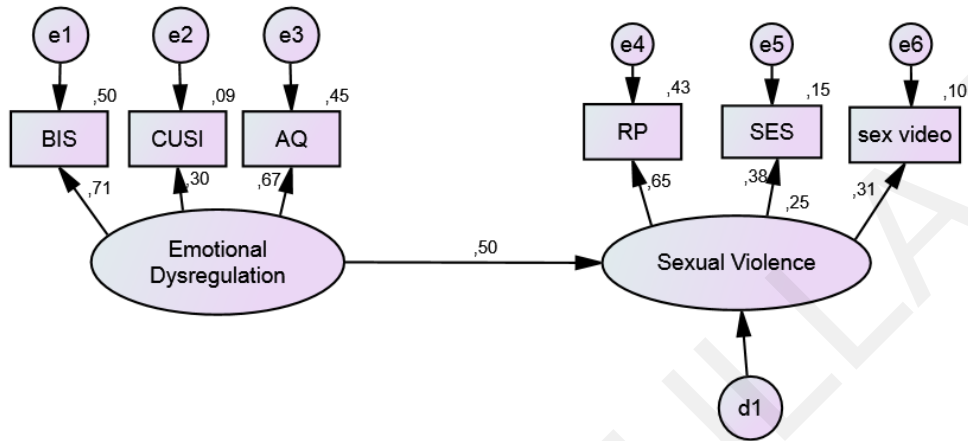 e1
e2
e3
e4
e5
e6
,50
,09
,45
,43
,15
,10
BIS
CUSI
AQ
RP
SES
sex video
,71
,30
,67
,65
,38
,31
,25
Emotional
Dysregulation
,50
Sexual Violence
d1